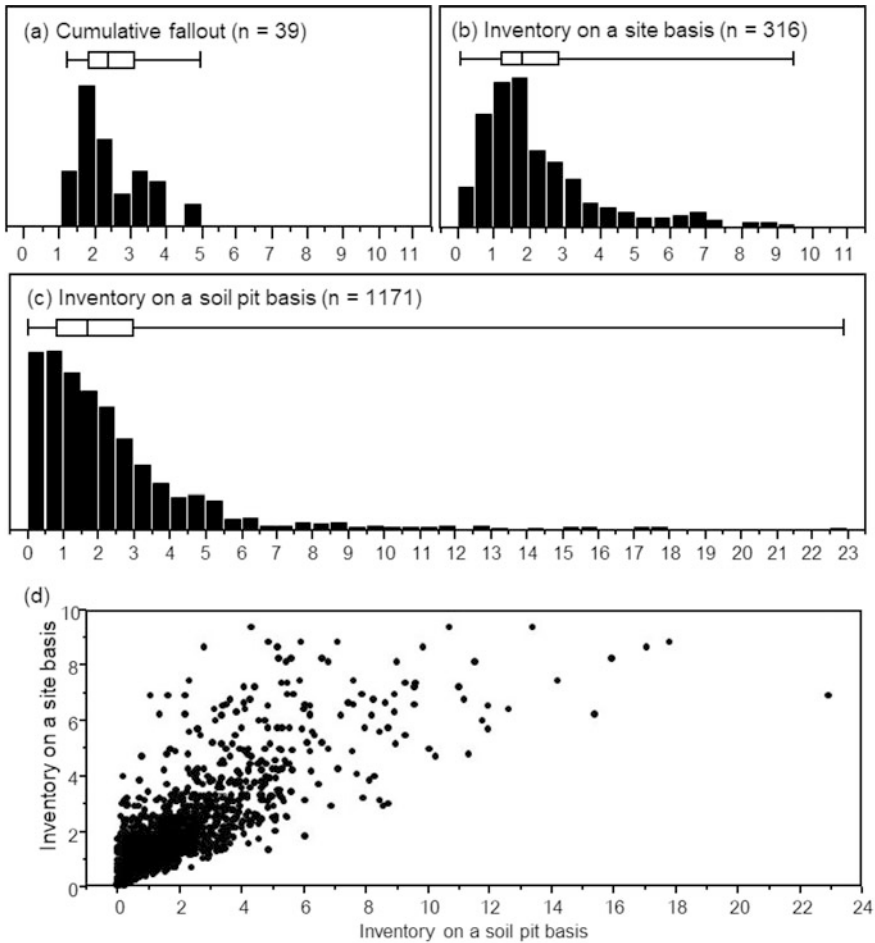 (a) Cumulative fallout (n = 39)
0 1 2 3 4 5 6 7 8 9 10 11
(b) Inventory on a site basis (n = 316)
0 1 2 3 4 5 6 7 8 9 10 11
(c) Inventory on a soil pit basis (n = 1171)
0 1 2 3 4 5 6 7 8 9 10 11 12 13 14 15 16 17 18 19 20 21 22 23
(d)
Inventory on a site basis
10
8
6
4
2
0
0 2 4 6 8 10 12 14 16 18 20 22 24
Inventory on a soil pit basis